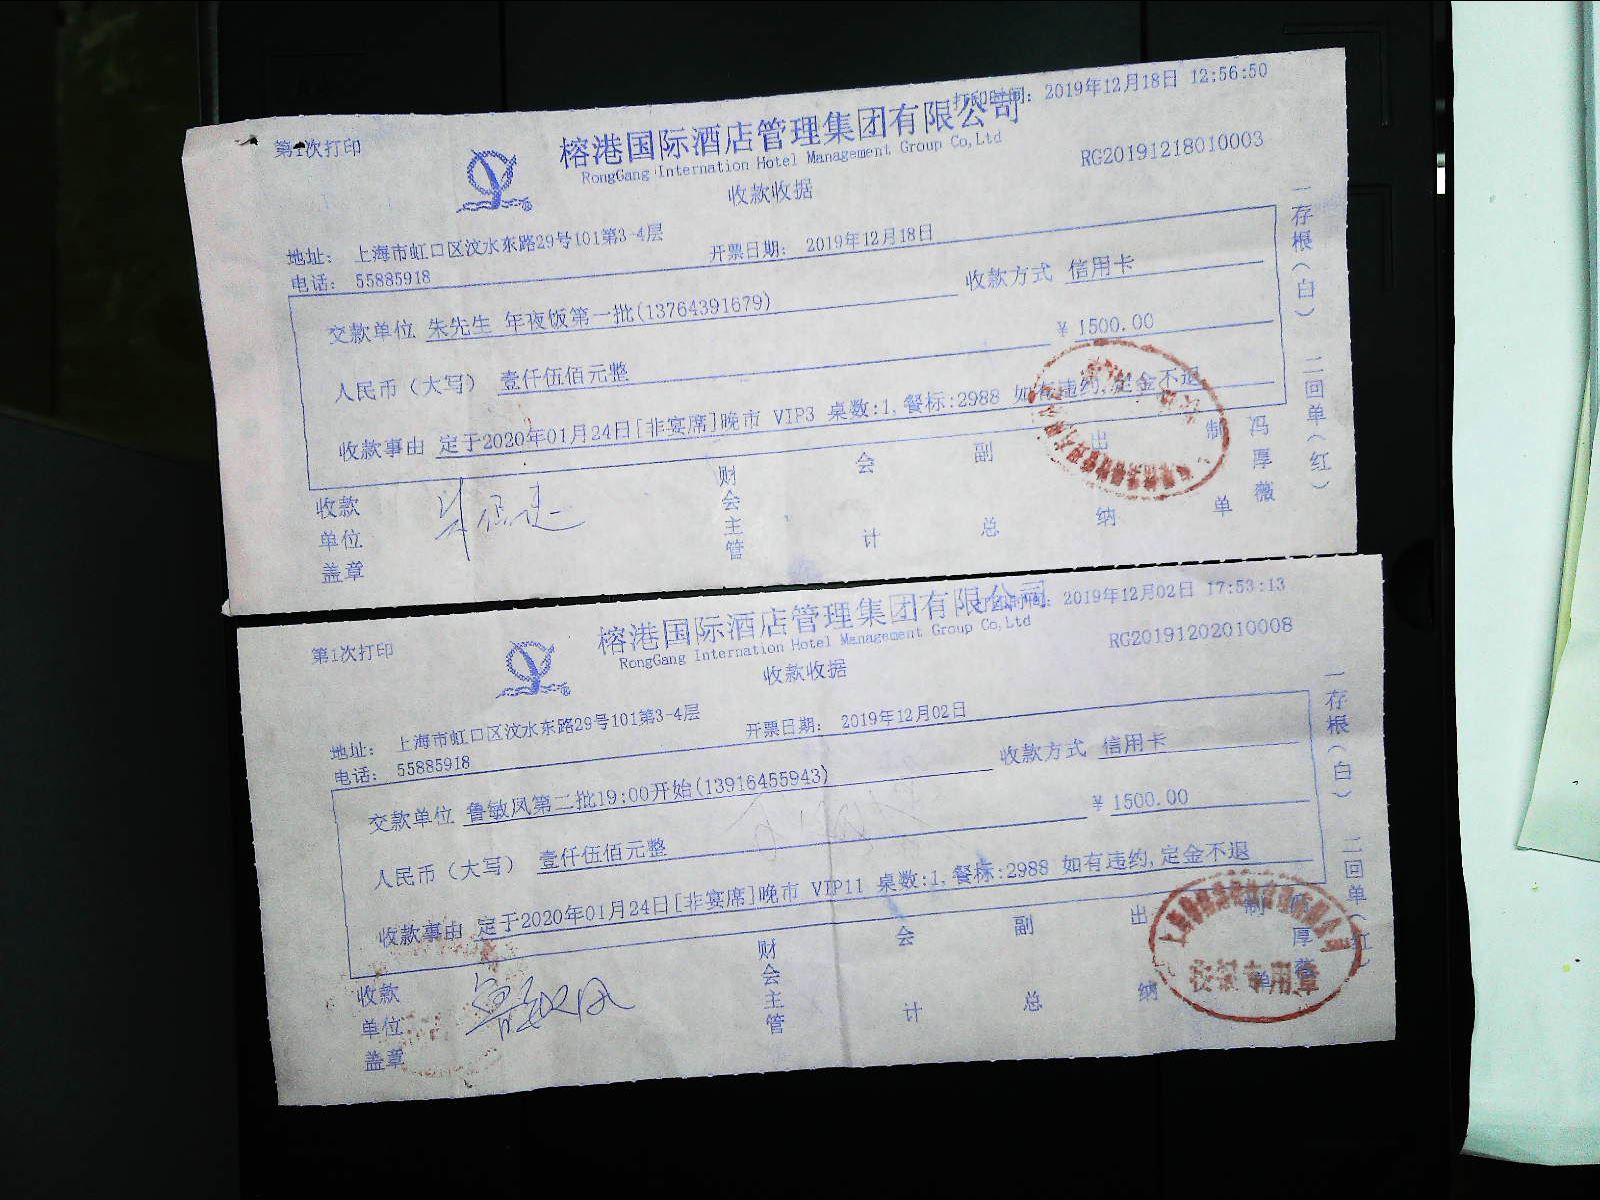 第1次打印
打印时间: 2019年12月18日 12:56:50
榕港国际酒店管理集团有限公司
RongGang International Hotel Management Group Co,Ltd
RG20191218010003
收款收据
地址: 上海市虹口区汶水东路29号101第3-4层
开票日期: 2019年12月18日
电话: 55885918
收款方式 信用卡
交款单位 朱先生 年夜饭第一批(13764391679)
¥ 1500.00
人民币（大写） 壹仟伍佰元整
收款事由 定于2020年01月24日[非宴席]晚市 VIP3 桌数:1,餐标:2988 如有违约,定金不退
收款单位盖章
财会主管
会计
副总
出纳
制单 冯厚薇
一存根(白) 二回单(红)
第1次打印
2019年12月02日 17:53:13
榕港国际酒店管理集团有限公司
RongGang International Hotel Management Group Co,Ltd
RG20191202010008
收款收据
地址: 上海市虹口区汶水东路29号101第3-4层
开票日期: 2019年12月02日
电话: 55885918
收款方式 信用卡
交款单位 鲁敏凤第二批19:00开始(13916455943)
¥ 1500.00
人民币（大写） 壹仟伍佰元整
收款事由 定于2020年01月24日[非宴席]晚市 VIP11 桌数:1,餐标:2988 如有违约,定金不退
收款单位盖章
鲁敏凤
财会主管
会计
副总
出纳
制单 厚薇
专用章
一存根(白) 二回单(红)